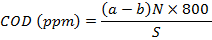 COD (ppm) = (a − b)N × 800 / S